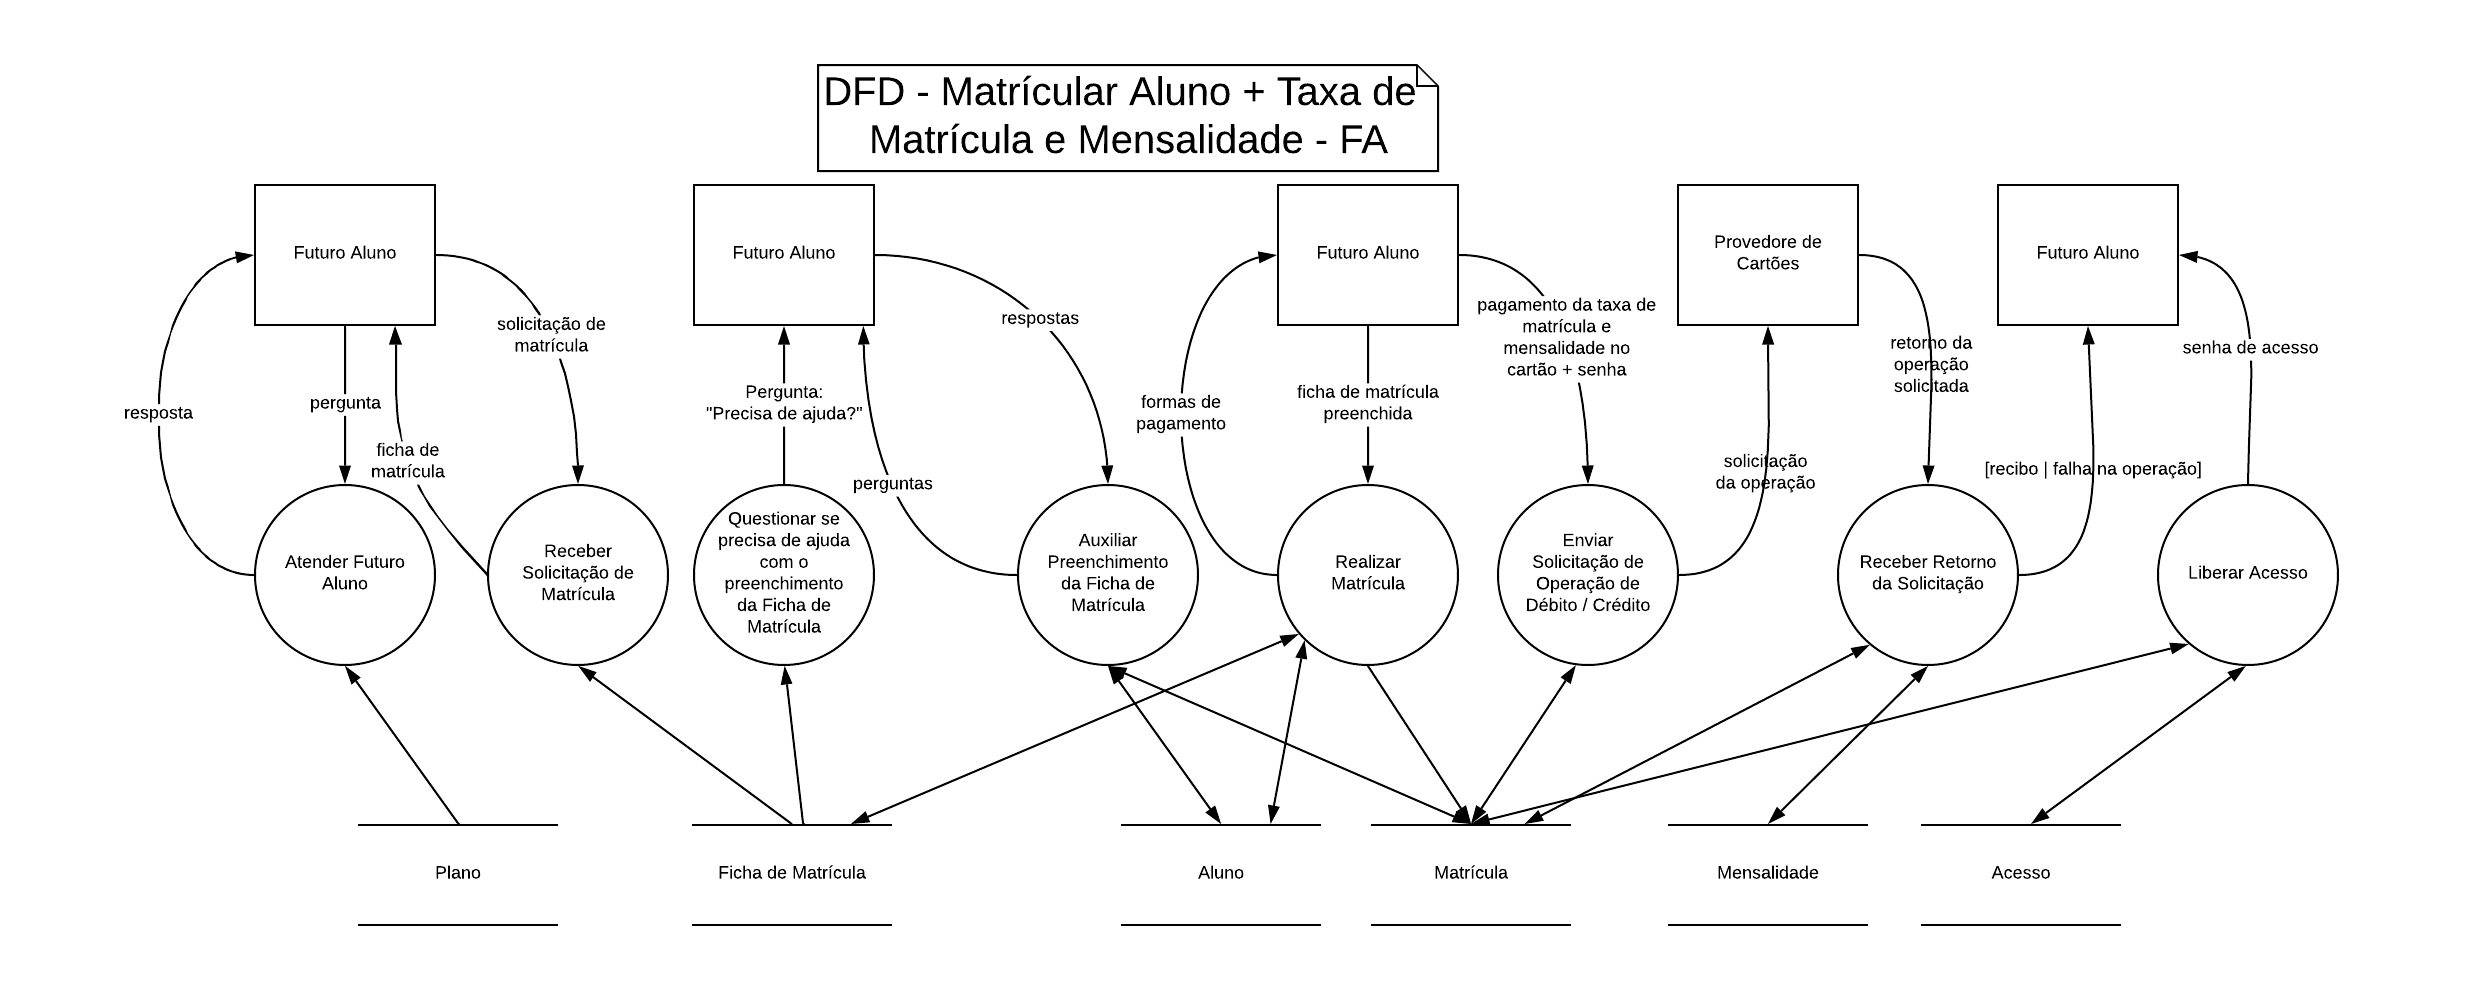 DFD - Matrícular Aluno + Taxa de
Matrícula e Mensalidade - FA
Futuro Aluno
Futuro Aluno
Futuro Aluno
Provedore de
Cartões
Futuro Aluno
resposta
pergunta
ficha de
matrícula
solicitação de
matrícula
Pergunta:
"Precisa de ajuda?"
perguntas
respostas
formas de
pagamento
ficha de matrícula
preenchida
pagamento da taxa de
matrícula e
mensalidade no
cartão + senha
solicitação
da operação
retorno da
operação
solicitada
[recibo | falha na operação]
senha de acesso
Atender Futuro
Aluno
Receber
Solicitação de
Matrícula
Questionar se
precisa de ajuda
com o
preenchimento
da Ficha de
Matrícula
Auxiliar
Preenchimento
da Ficha de
Matrícula
Realizar
Matrícula
Enviar
Solicitação de
Operação de
Débito / Crédito
Receber Retorno
da Solicitação
Liberar Acesso
Plano
Ficha de Matrícula
Aluno
Matrícula
Mensalidade
Acesso